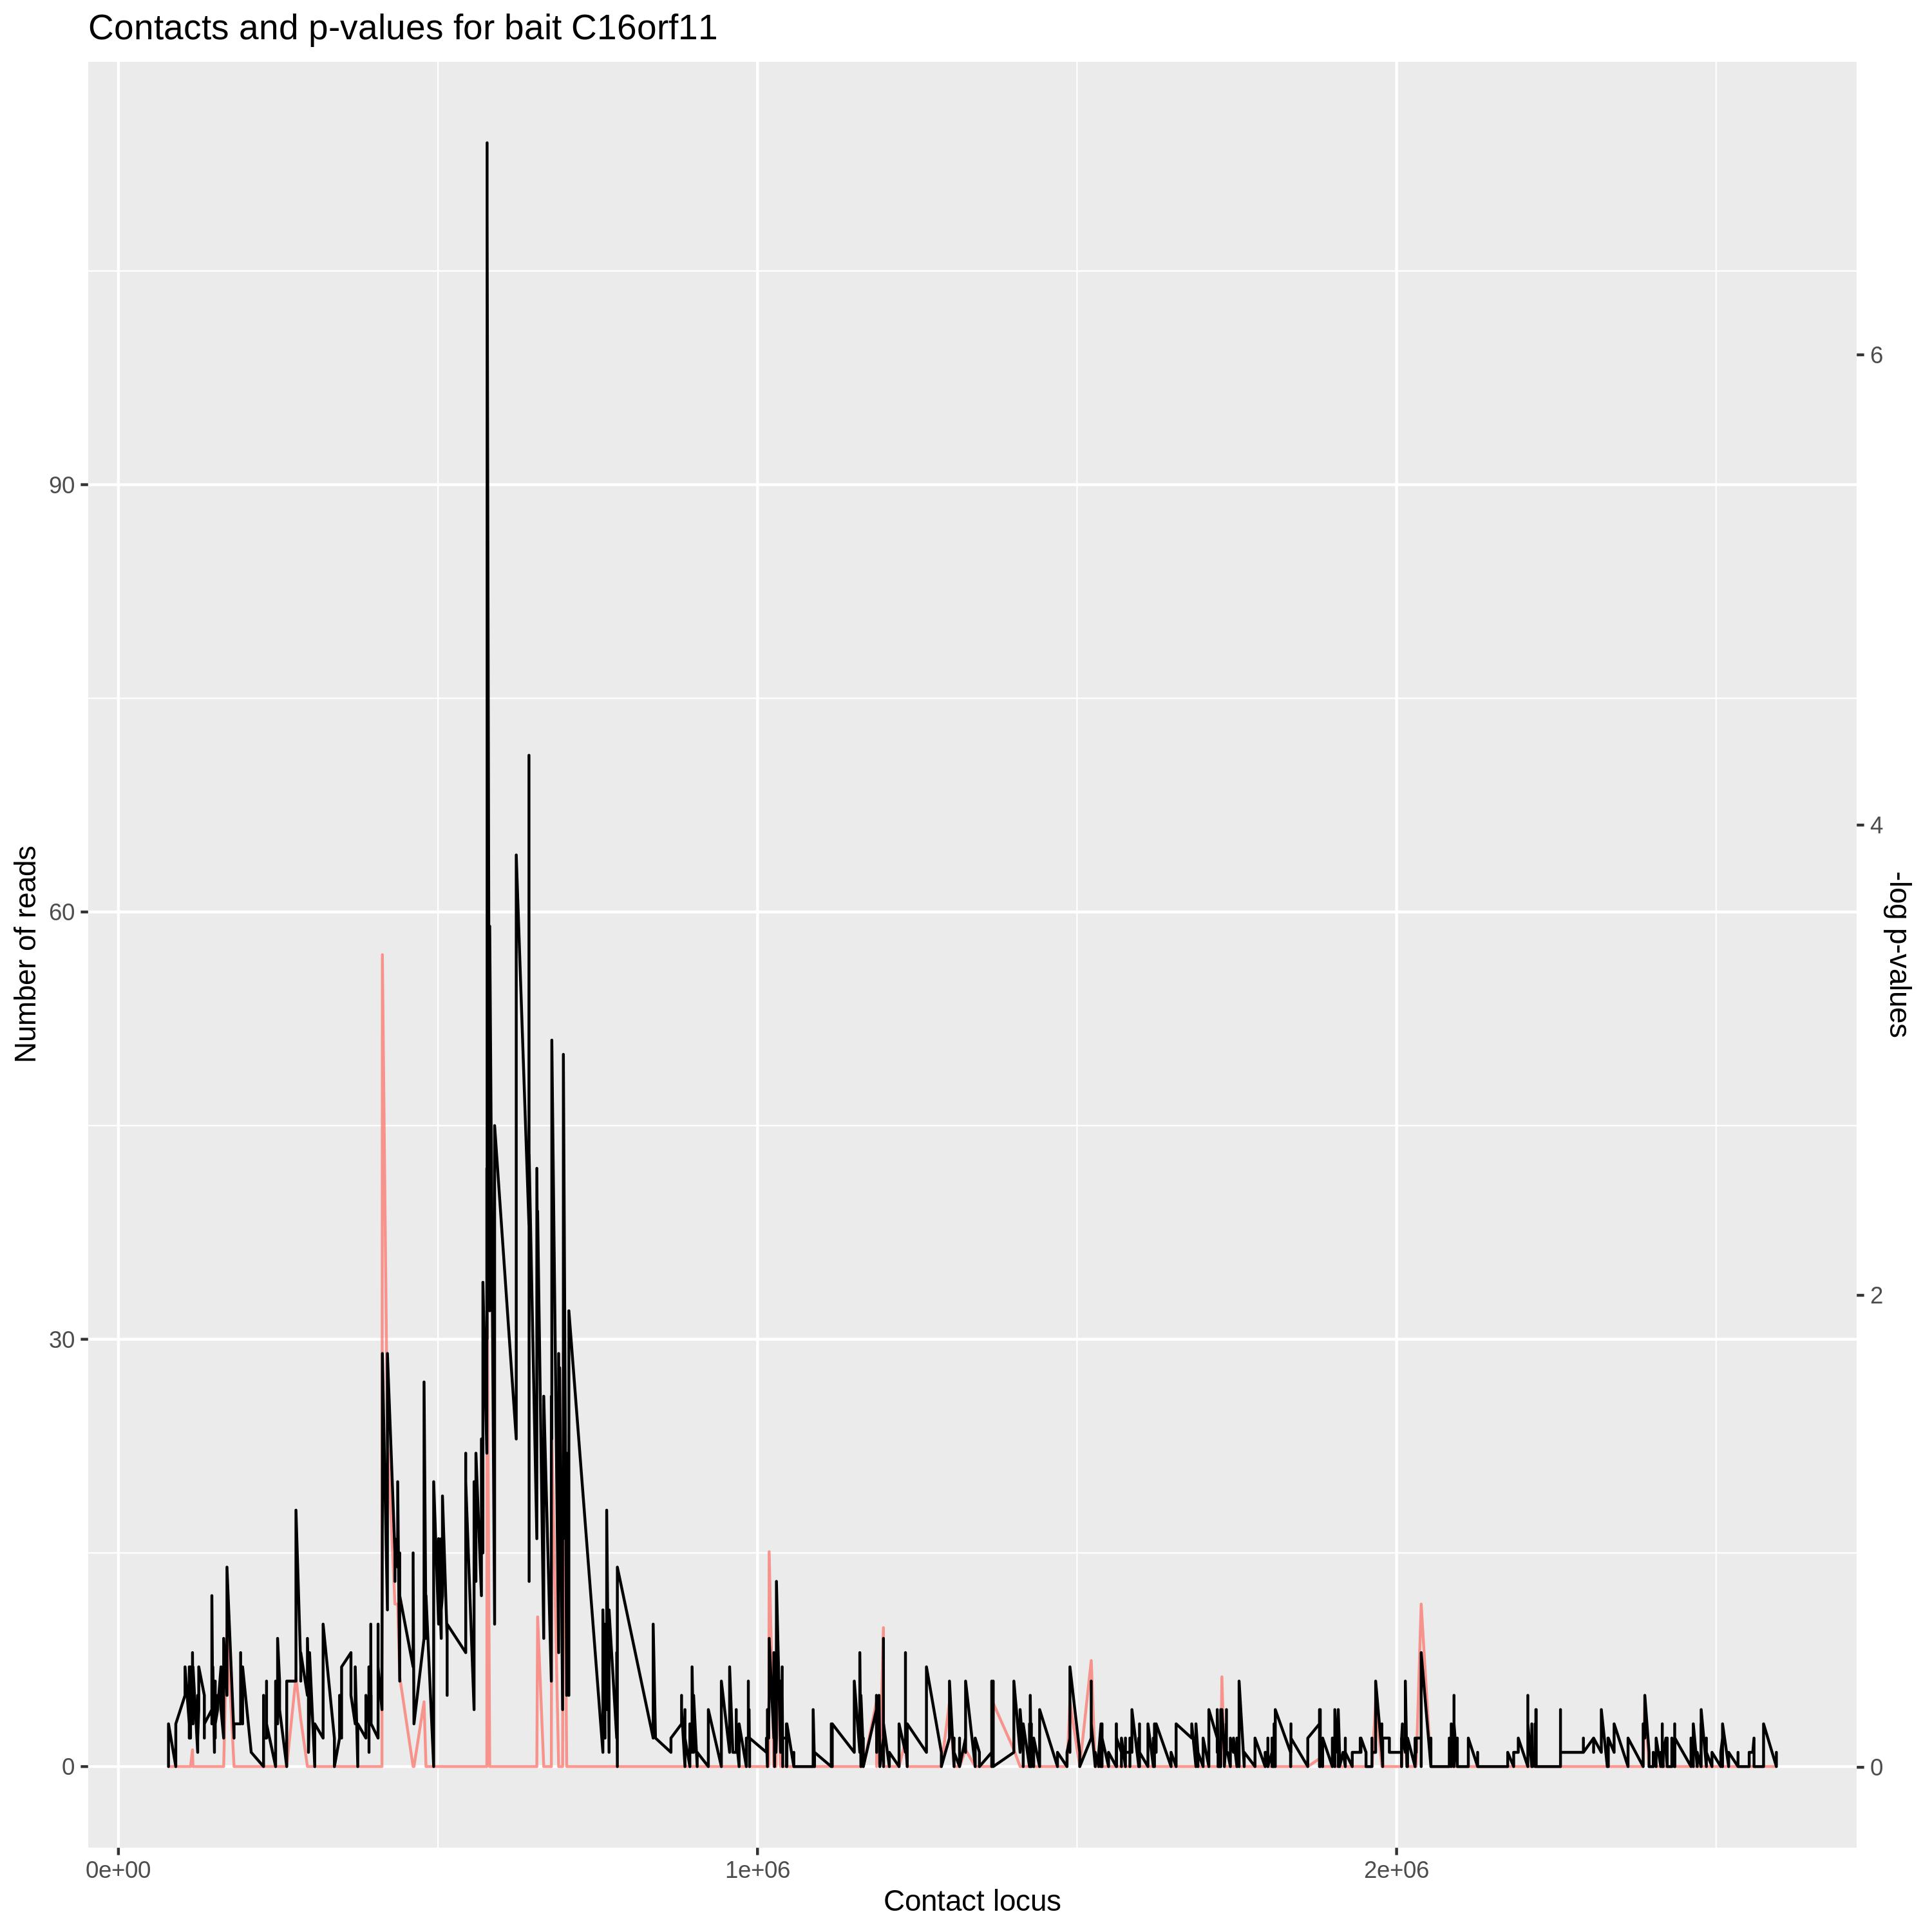 Contacts and p-values for bait C16orf11
Number of reads
90
60
30
0
6
4
2
0
-log p-values
0e+00
1e+06
2e+06
Contact locus